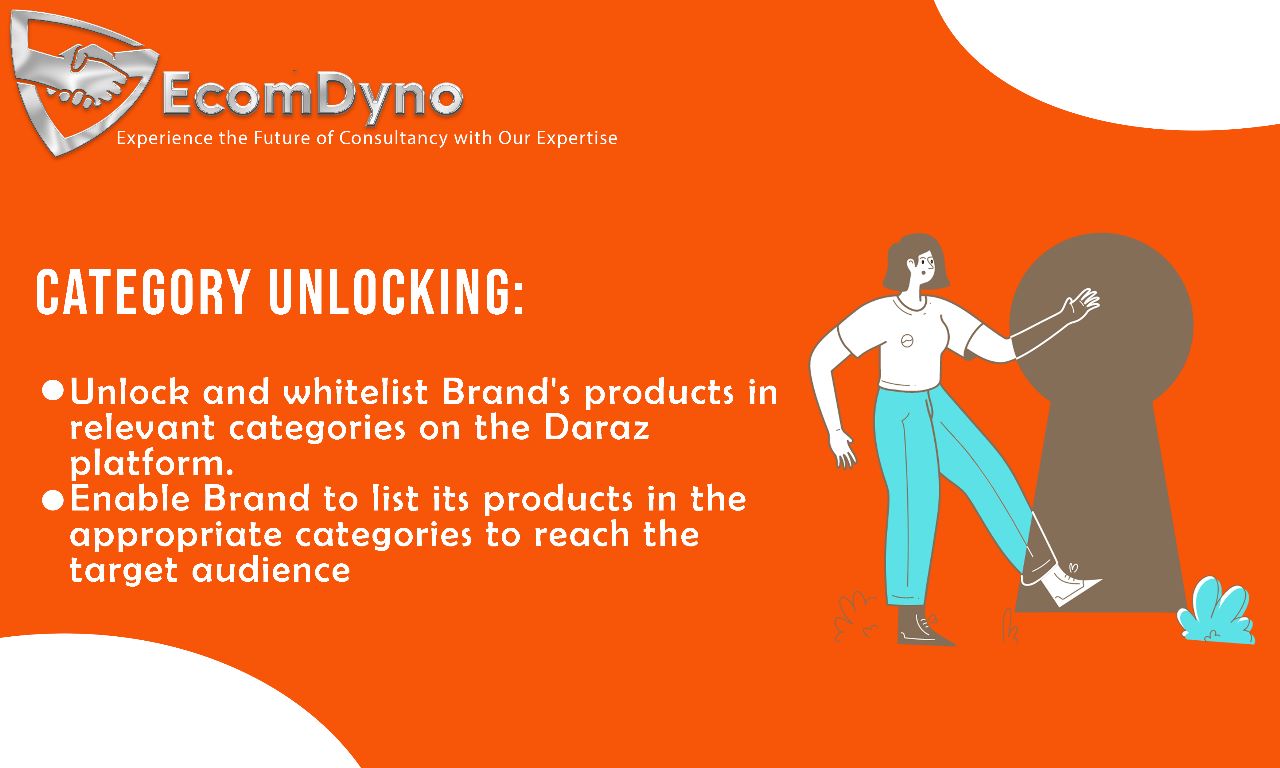 EcomDyno
Experience the Future of Consultancy with Our Expertise
CATEGORY UNLOCKING:
● Unlock and whitelist Brand's products in
relevant categories on the Daraz
platform.
● Enable Brand to list its products in the
appropriate categories to reach the
target audience